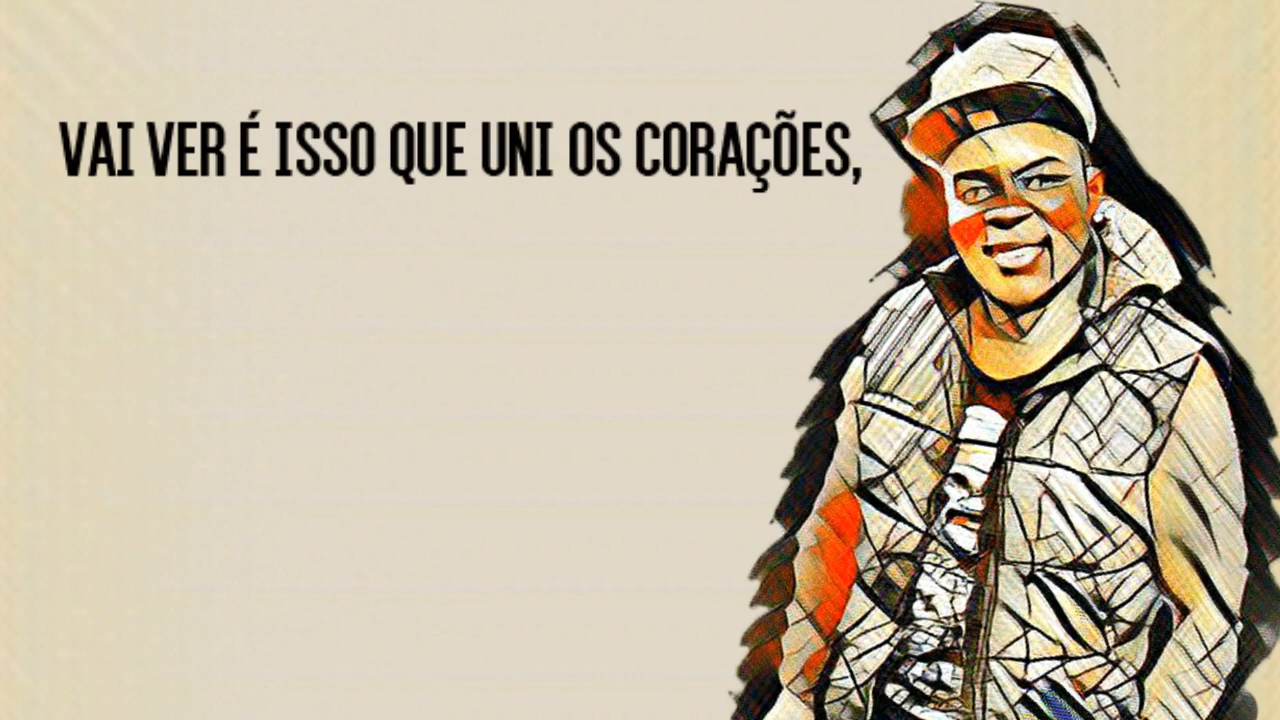 VAI VER É ISSO QUE UNI OS CORAÇÕES,